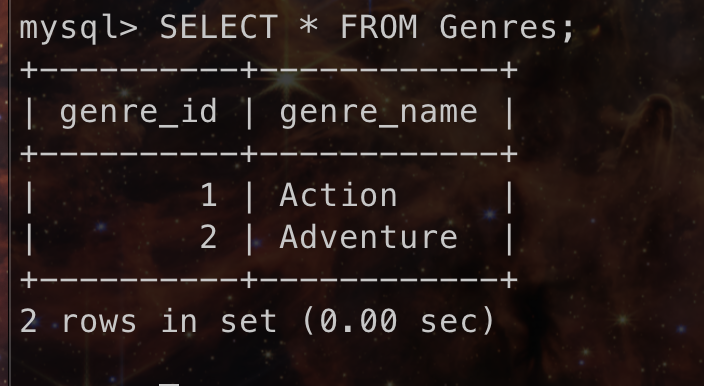 mysql> SELECT * FROM Genres;
+----------+------------+
| genre_id | genre_name |
+----------+------------+
|        1 | Action     |
|        2 | Adventure  |
+----------+------------+
2 rows in set (0.00 sec)